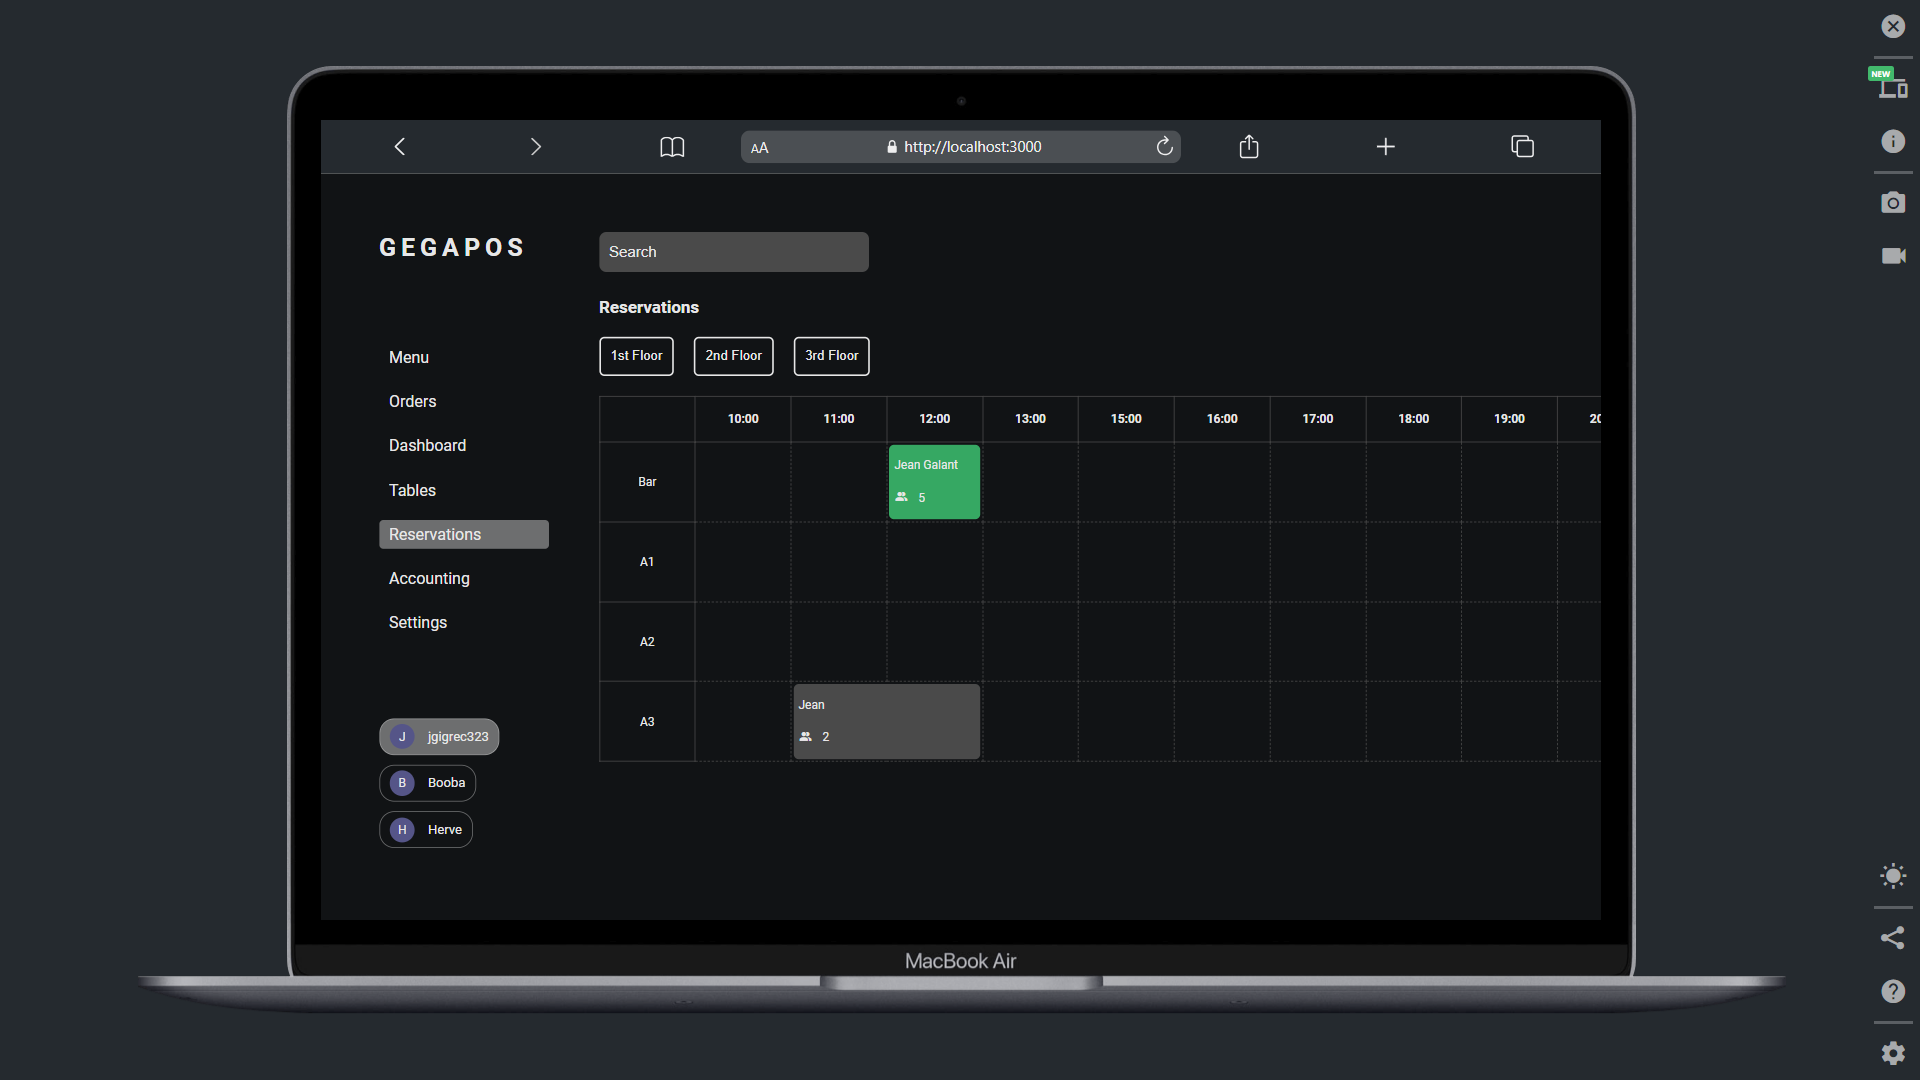 NEW
AA
http://localhost:3000
GEGAPOS
Search
Reservations
1st Floor
2nd Floor
3rd Floor
Menu
Orders
Dashboard
Tables
Reservations
Accounting
Settings
10:00 11:00 12:00 13:00 15:00 16:00 17:00 18:00 19:00 20
Bar
Jean Galant
5
A1
A2
A3
Jean
2
J jgigrec323
B Booba
H Herve
MacBook Air